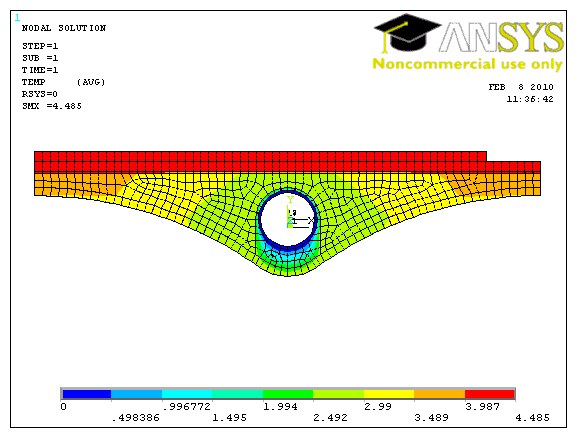 1
NODAL SOLUTION
STEP=1
SUB =1
TIME=1
TEMP (AVG)
RSYS=0
SMX =4.485
ANSYS
Noncommercial use only
FEB 8 2010
11:35:42
Y
X
0 .996772 1.994 2.99 3.987
.498386 1.495 2.492 3.489 4.485